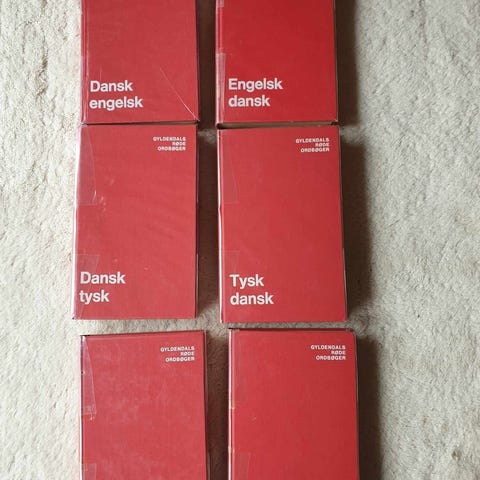 Dansk
engelsk
Engelsk
dansk
GYLDENDALS
RØDE
ORDBØGER
Dansk
tysk
GYLDENDALS
RØDE
ORDBØGER
Tysk
dansk
GYLDENDALS
RØDE
ORDBØGER
GYLDENDALS
RØDE
ORDBØGER